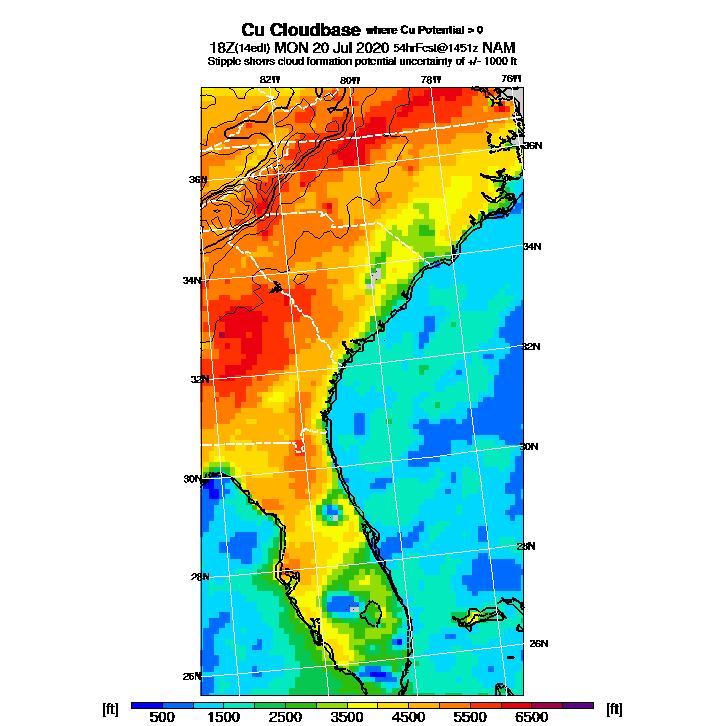 Cu Cloudbase where Cu Potential > 0
18Z(14edt) MON 20 Jul 2020 54hrFcst@1451z NAM
Stipple shows cloud formation potential uncertainty of +/- 1000 ft
82W 80W 78W 76W
36N
36N
34N
34N
32N
32N
30N
30N
28N
28N
26N
26N
[ft] [ft]
500 1500 2500 3500 4500 5500 6500